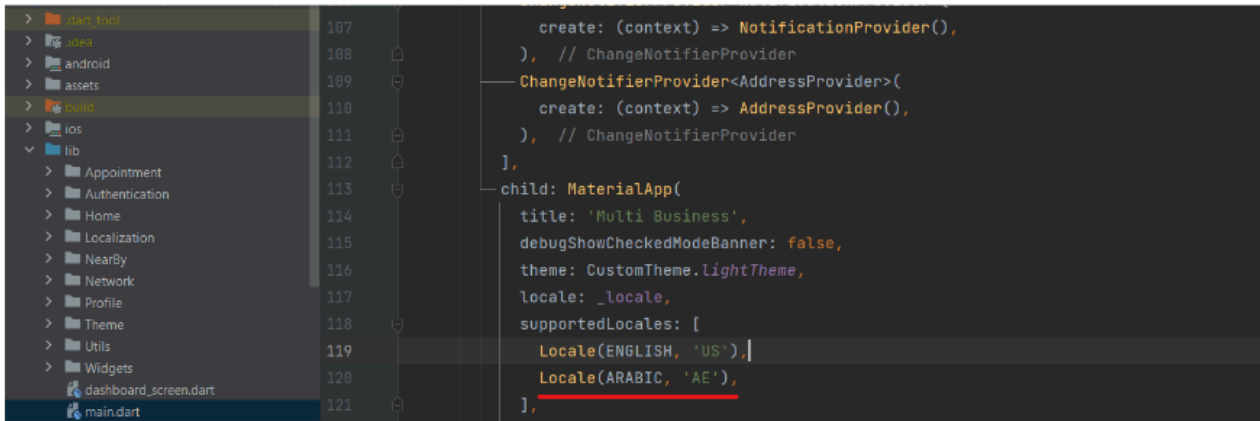 .dart_tool
.idea
android
assets
build
ios
lib
Appointment
Authentication
Home
Localization
NearBy
Network
Profile
Theme
Utils
Widgets
dashboard_screen.dart
main.dart
107 create: (context) => NotificationProvider(),
108 ), // ChangeNotifierProvider
109 ChangeNotifierProvider<AddressProvider>(
110 create: (context) => AddressProvider(),
111 ), // ChangeNotifierProvider
112 ],
113 child: MaterialApp(
114 title: 'Multi Business',
115 debugShowCheckedModeBanner: false,
116 theme: CustomTheme.lightTheme,
117 locale: _locale,
118 supportedLocales: [
119 Locale(ENGLISH, 'US'),
120 Locale(ARABIC, 'AE'),
121 ],